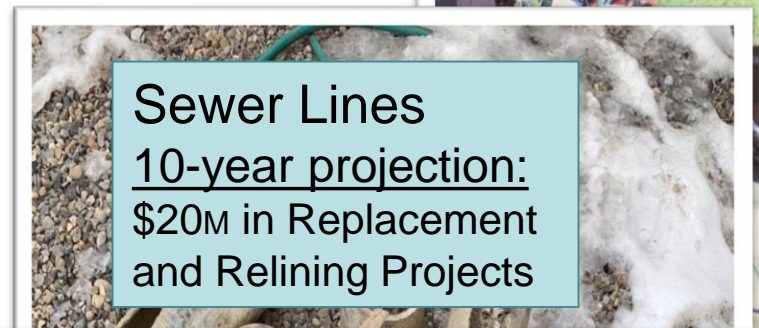 Sewer Lines
10-year projection:
$20M in Replacement
and Relining Projects